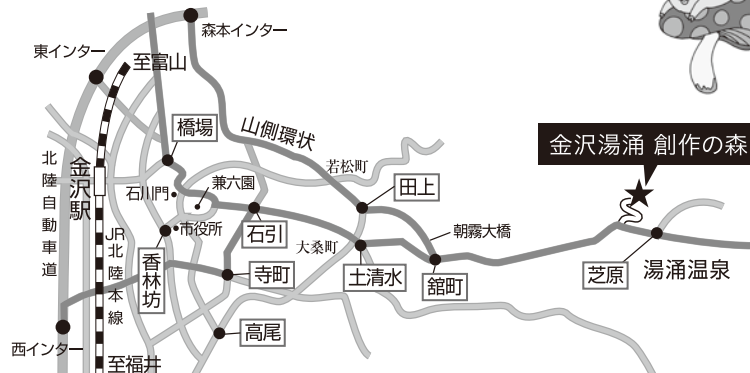 森本インター
東インター
至富山
橋場
山側環状
金沢湯涌 創作の森
北陸自動車道
金沢駅
若松町
石川門
兼六園
田上
市役所
石引
朝霧大橋
JR北陸本線
香林坊
大桑町
寺町
土清水
舘町
芝原
湯涌温泉
高尾
西インター
至福井